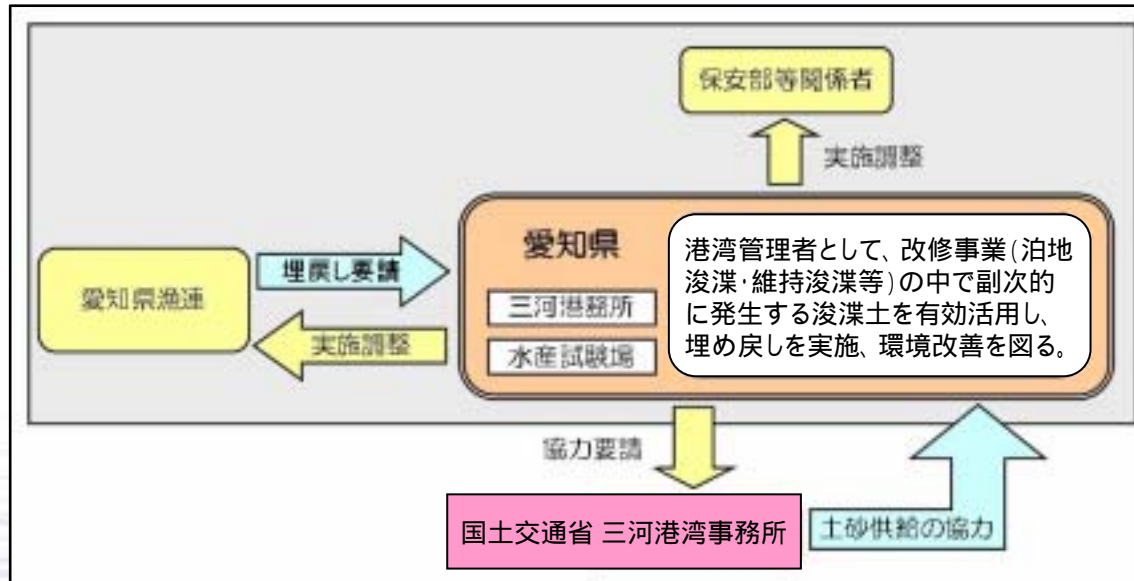 保安部等関係者
実施調整
愛知県
港湾管理者として、改修事業(泊地
浚渫･維持浚渫等)の中で副次的
に発生する浚渫土を有効活用し、
埋め戻しを実施、環境改善を図る。
三河港務所
水産試験場
埋戻し要請
愛知県漁連
実施調整
協力要請
国土交通省 三河港湾事務所
土砂供給の協力